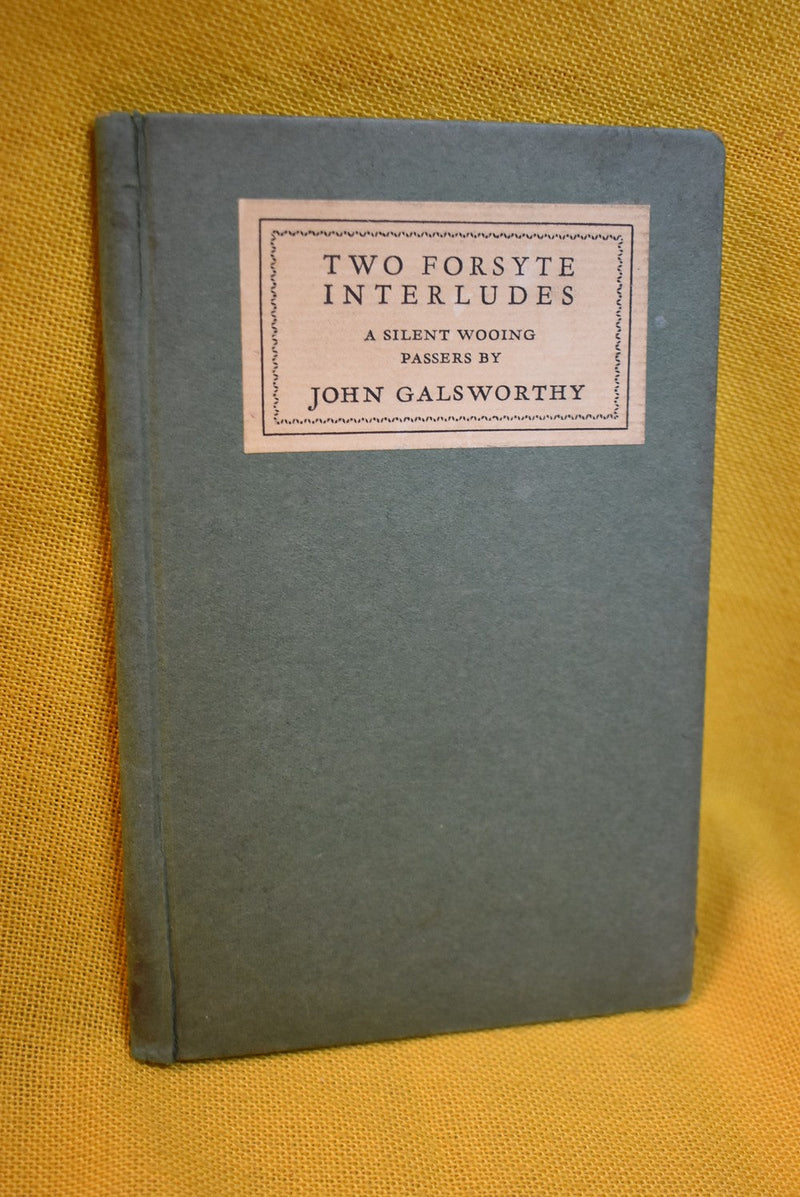 TWO FORSYTE
INTERLUDES
A SILENT WOOING
PASSERS BY
JOHN GALSWORTHY